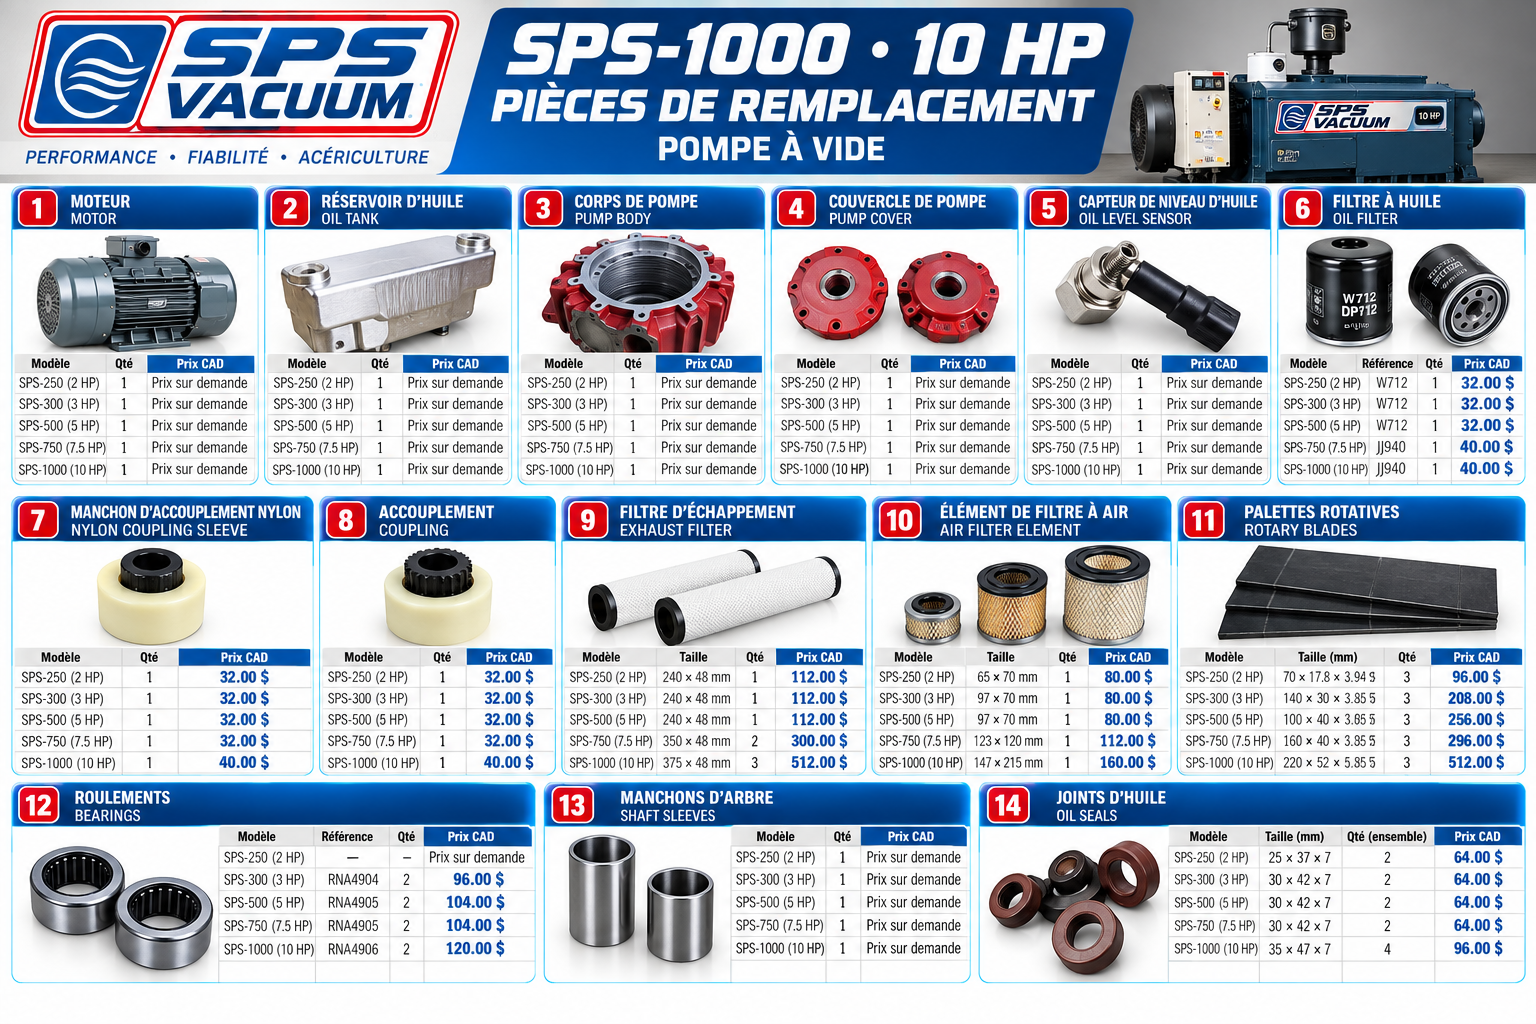 SPS
VACUUM
PERFORMANCE • FIABILITÉ • ACÉRICULTURE
SPS-1000 • 10 HP
PIÈCES DE REMPLACEMENT
POMPE À VIDE
SPS
VACUUM
10 HP
1 MOTEUR
MOTOR
Modèle Qté Prix CAD
SPS-250 (2 HP) 1 Prix sur demande
SPS-300 (3 HP) 1 Prix sur demande
SPS-500 (5 HP) 1 Prix sur demande
SPS-750 (7.5 HP) 1 Prix sur demande
SPS-1000 (10 HP) 1 Prix sur demande
2 RÉSERVOIR D'HUILE
OIL TANK
Modèle Qté Prix CAD
SPS-250 (2 HP) 1 Prix sur demande
SPS-300 (3 HP) 1 Prix sur demande
SPS-500 (5 HP) 1 Prix sur demande
SPS-750 (7.5 HP) 1 Prix sur demande
SPS-1000 (10 HP) 1 Prix sur demande
3 CORPS DE POMPE
PUMP BODY
Modèle Qté Prix CAD
SPS-250 (2 HP) 1 Prix sur demande
SPS-300 (3 HP) 1 Prix sur demande
SPS-500 (5 HP) 1 Prix sur demande
SPS-750 (7.5 HP) 1 Prix sur demande
SPS-1000 (10 HP) 1 Prix sur demande
4 COUVERCLE DE POMPE
PUMP COVER
Modèle Qté Prix CAD
SPS-250 (2 HP) 1 Prix sur demande
SPS-300 (3 HP) 1 Prix sur demande
SPS-500 (5 HP) 1 Prix sur demande
SPS-750 (7.5 HP) 1 Prix sur demande
SPS-1000 (10 HP) 1 Prix sur demande
5 CAPTEUR DE NIVEAU D'HUILE
OIL LEVEL SENSOR
Modèle Qté Prix CAD
SPS-250 (2 HP) 1 Prix sur demande
SPS-300 (3 HP) 1 Prix sur demande
SPS-500 (5 HP) 1 Prix sur demande
SPS-750 (7.5 HP) 1 Prix sur demande
SPS-1000 (10 HP) 1 Prix sur demande
6 FILTRE À HUILE
OIL FILTER
W712
DP712
Modèle Référence Qté Prix CAD
SPS-250 (2 HP) W712 1 32.00 $
SPS-300 (3 HP) W712 1 32.00 $
SPS-500 (5 HP) W712 1 32.00 $
SPS-750 (7.5 HP) JJ940 1 40.00 $
SPS-1000 (10 HP) JJ940 1 40.00 $
7 MANCHON D'ACCOUPLEMENT NYLON
NYLON COUPLING SLEEVE
Modèle Qté Prix CAD
SPS-250 (2 HP) 1 32.00 $
SPS-300 (3 HP) 1 32.00 $
SPS-500 (5 HP) 1 32.00 $
SPS-750 (7.5 HP) 1 32.00 $
SPS-1000 (10 HP) 1 40.00 $
8 ACCOUPLEMENT
COUPLING
Modèle Qté Prix CAD
SPS-250 (2 HP) 1 32.00 $
SPS-300 (3 HP) 1 32.00 $
SPS-500 (5 HP) 1 32.00 $
SPS-750 (7.5 HP) 1 32.00 $
SPS-1000 (10 HP) 1 40.00 $
9 FILTRE D'ÉCHAPPEMENT
EXHAUST FILTER
Modèle Taille Qté Prix CAD
SPS-250 (2 HP) 240 × 48 mm 1 112.00 $
SPS-300 (3 HP) 240 × 48 mm 1 112.00 $
SPS-500 (5 HP) 240 × 48 mm 1 112.00 $
SPS-750 (7.5 HP) 350 × 48 mm 2 300.00 $
SPS-1000 (10 HP) 375 × 48 mm 3 512.00 $
10 ÉLÉMENT DE FILTRE À AIR
AIR FILTER ELEMENT
Modèle Taille Qté Prix CAD
SPS-250 (2 HP) 65 × 70 mm 1 80.00 $
SPS-300 (3 HP) 97 × 70 mm 1 80.00 $
SPS-500 (5 HP) 97 × 70 mm 1 80.00 $
SPS-750 (7.5 HP) 123 × 120 mm 1 112.00 $
SPS-1000 (10 HP) 147 × 215 mm 1 160.00 $
11 PALETTES ROTATIVES
ROTARY BLADES
Modèle Taille (mm) Qté Prix CAD
SPS-250 (2 HP) 70 × 17.8 × 3.94 3 96.00 $
SPS-300 (3 HP) 140 × 30 × 3.85 3 208.00 $
SPS-500 (5 HP) 100 × 40 × 3.85 3 256.00 $
SPS-750 (7.5 HP) 160 × 40 × 3.85 3 296.00 $
SPS-1000 (10 HP) 220 × 52 × 5.85 3 512.00 $
12 ROULEMENTS
BEARINGS
Modèle Référence Qté Prix CAD
SPS-250 (2 HP) — – Prix sur demande
SPS-300 (3 HP) RNA4904 2 96.00 $
SPS-500 (5 HP) RNA4905 2 104.00 $
SPS-750 (7.5 HP) RNA4905 2 104.00 $
SPS-1000 (10 HP) RNA4906 2 120.00 $
13 MANCHONS D'ARBRE
SHAFT SLEEVES
Modèle Qté Prix CAD
SPS-250 (2 HP) 1 Prix sur demande
SPS-300 (3 HP) 1 Prix sur demande
SPS-500 (5 HP) 1 Prix sur demande
SPS-750 (7.5 HP) 1 Prix sur demande
SPS-1000 (10 HP) 1 Prix sur demande
14 JOINTS D'HUILE
OIL SEALS
Modèle Taille (mm) Qté (ensemble) Prix CAD
SPS-250 (2 HP) 25 × 37 × 7 2 64.00 $
SPS-300 (3 HP) 30 × 42 × 7 2 64.00 $
SPS-500 (5 HP) 30 × 42 × 7 2 64.00 $
SPS-750 (7.5 HP) 30 × 42 × 7 2 64.00 $
SPS-1000 (10 HP) 35 × 47 × 7 4 96.00 $